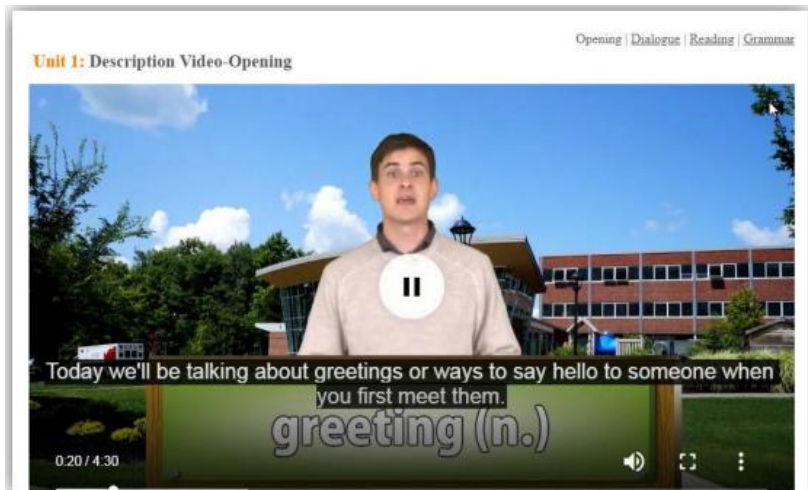 Opening | Dialogue | Reading | Grammar
Unit 1: Description Video-Opening
Today we'll be talking about greetings or ways to say hello to someone when
you first meet them.
greeting (n.)
0:20 / 4:30